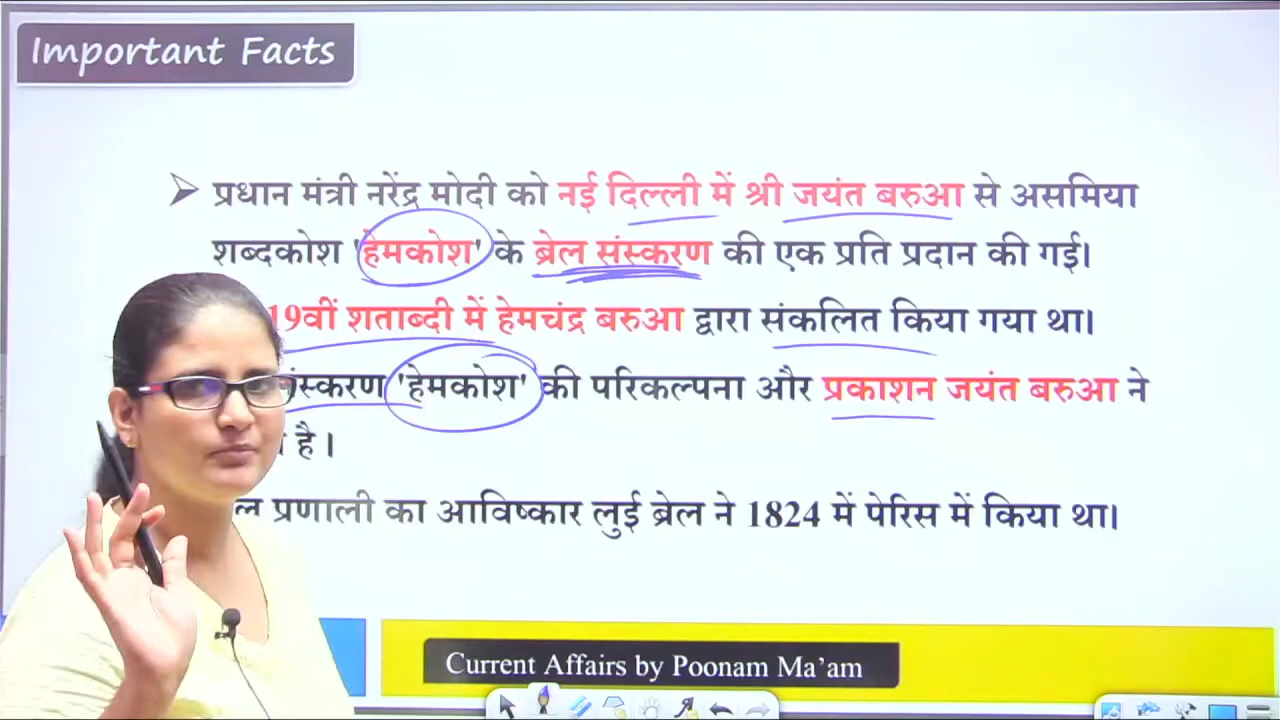 Important Facts
➢ प्रधान मंत्री नरेंद्र मोदी को नई दिल्ली में श्री जयंत बरुआ से असमिया
शब्दकोश 'हेमकोश' के ब्रेल संस्करण की एक प्रति प्रदान की गई।
19वीं शताब्दी में हेमचंद्र बरुआ द्वारा संकलित किया गया था।
'हेमकोश' की परिकल्पना और प्रकाशन जयंत बरुआ ने
है।
प्रणाली का आविष्कार लुई ब्रेल ने 1824 में पेरिस में किया था।
Current Affairs by Poonam Ma'am